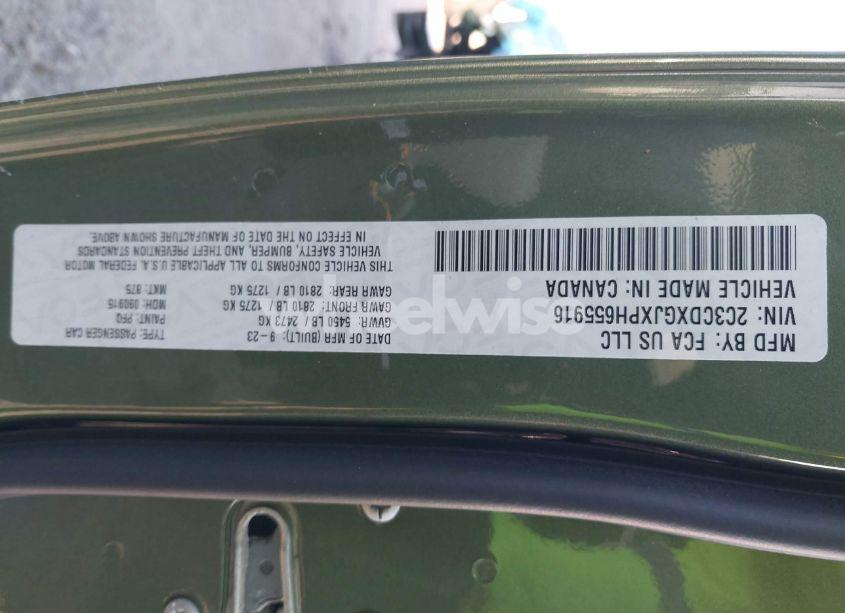 MFD BY: FCA US LLC
VIN: 2C3CDXGJXPH655916
VEHICLE MADE IN: CANADA
DATE OF MFR (BUILT): 9 - 23
GVWR: 5450 LB / 2473 KG
GAWR FRONT: 2810 LB / 1275 KG
GAWR REAR: 2810 LB / 1275 KG
TYPE: PASSENGER CAR
PAINT: PFQ
MDH: 090915
MKT: 875
THIS VEHICLE CONFORMS TO ALL APPLICABLE U.S.A. FEDERAL MOTOR
VEHICLE SAFETY, BUMPER, AND THEFT PREVENTION STANDARDS
IN EFFECT ON THE DATE OF MANUFACTURE SHOWN ABOVE.